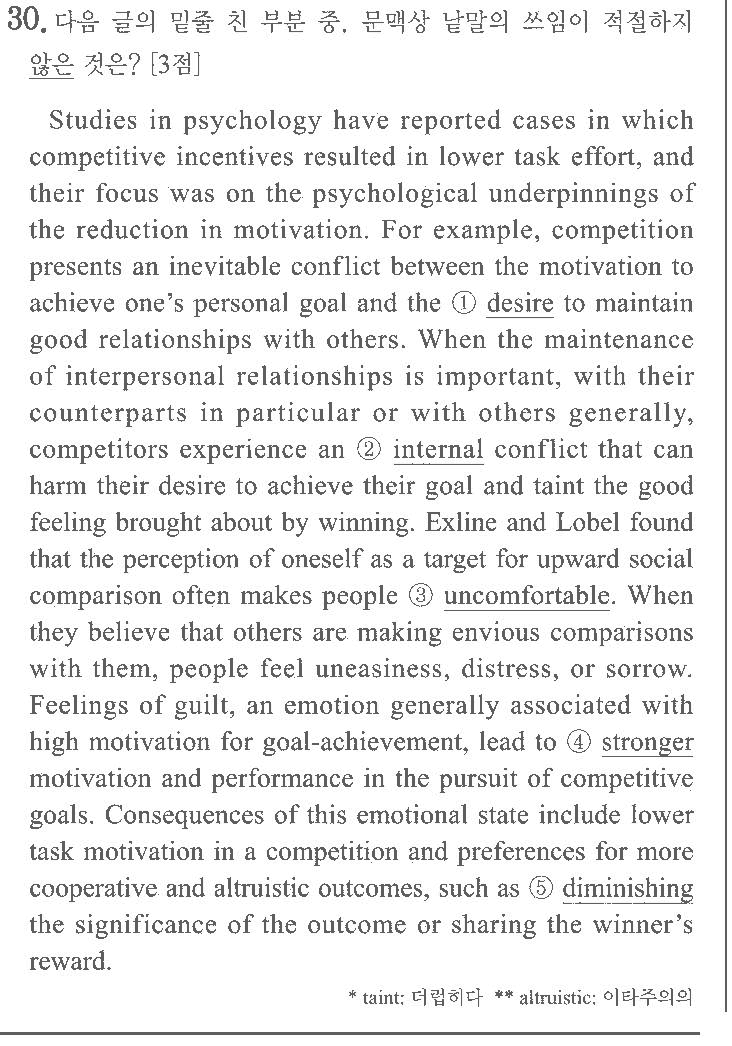 30. 다음 글의 밑줄 친 부분 중, 문맥상 낱말의 쓰임이 적절하지
않은 것은? [3점]
Studies in psychology have reported cases in which
competitive incentives resulted in lower task effort, and
their focus was on the psychological underpinnings of
the reduction in motivation. For example, competition
presents an inevitable conflict between the motivation to
achieve one's personal goal and the ① desire to maintain
good relationships with others. When the maintenance
of interpersonal relationships is important, with their
counterparts in particular or with others generally,
competitors experience an ② internal conflict that can
harm their desire to achieve their goal and taint the good
feeling brought about by winning. Exline and Lobel found
that the perception of oneself as a target for upward social
comparison often makes people ③ uncomfortable. When
they believe that others are making envious comparisons
with them, people feel uneasiness, distress, or sorrow.
Feelings of guilt, an emotion generally associated with
high motivation for goal-achievement, lead to ④ stronger
motivation and performance in the pursuit of competitive
goals. Consequences of this emotional state include lower
task motivation in a competition and preferences for more
cooperative and altruistic outcomes, such as ⑤ diminishing
the significance of the outcome or sharing the winner's
reward.
* taint: 더럽히다 ** altruistic: 이타주의의